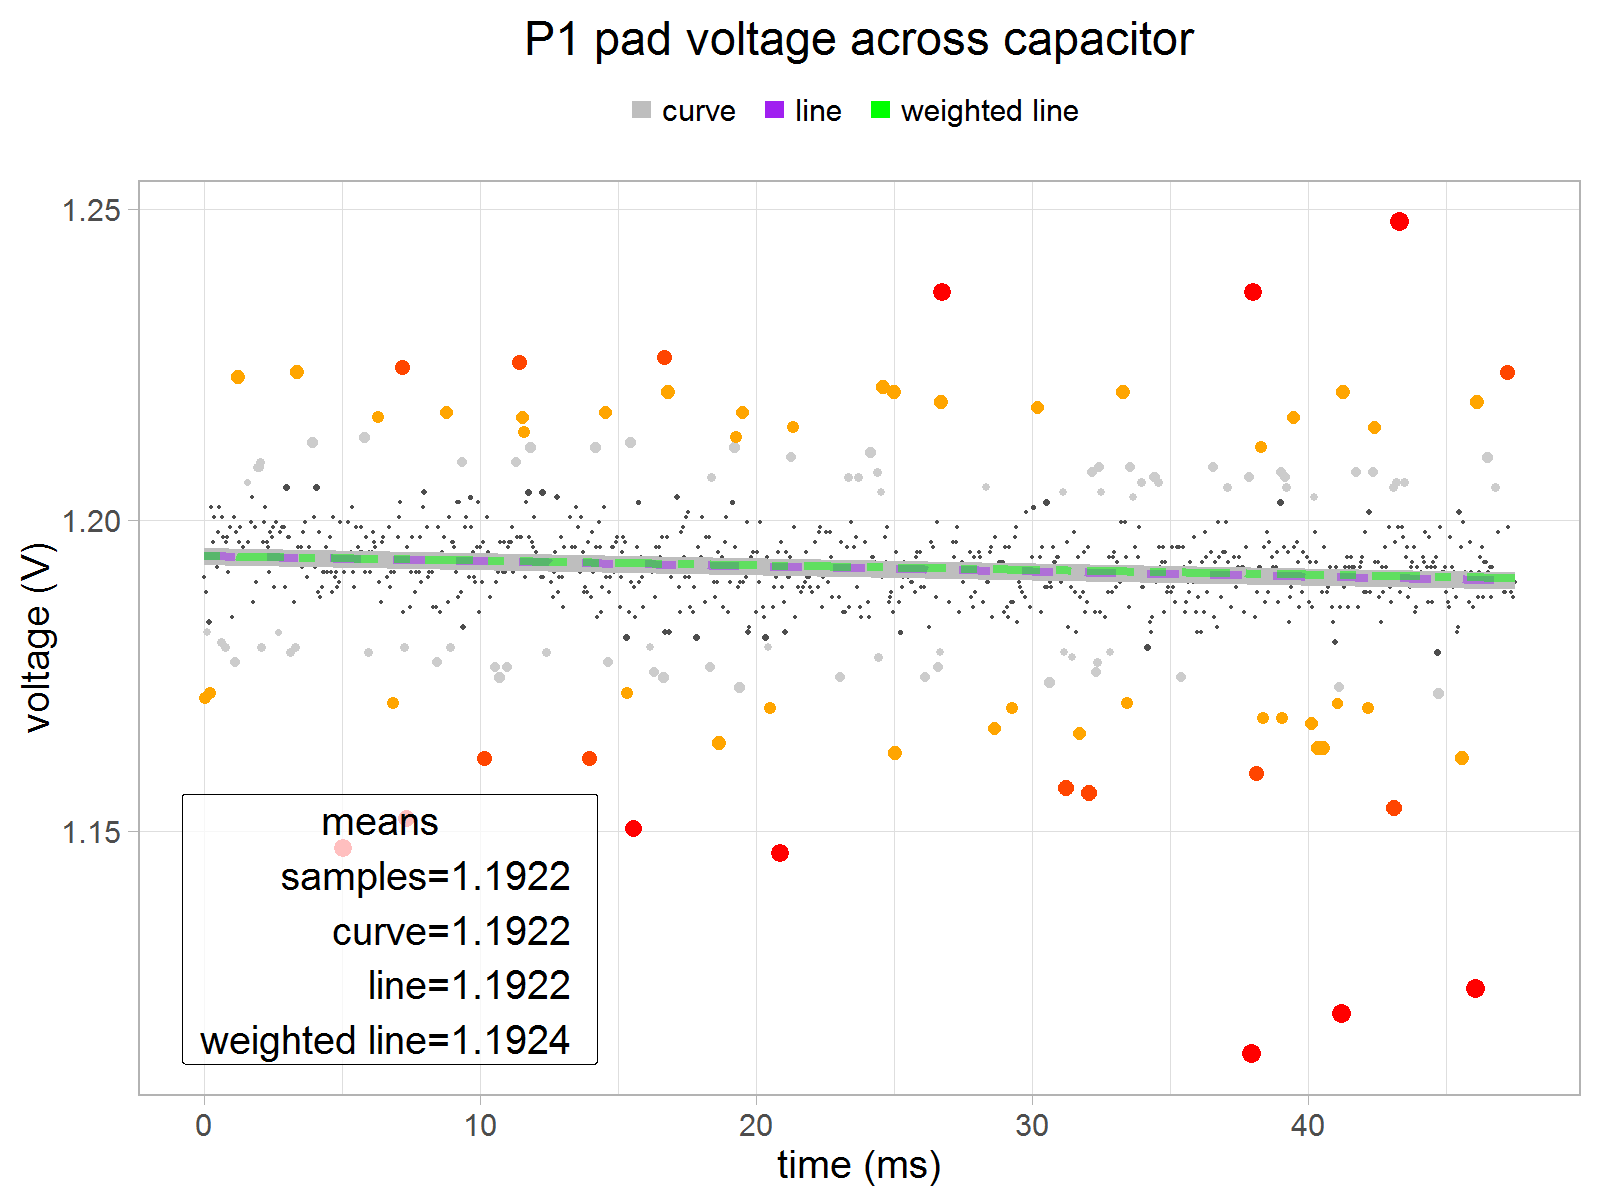 P1 pad voltage across capacitor
curve line weighted line
voltage (V)
1.25
1.20
1.15
means
samples=1.1922
curve=1.1922
line=1.1922
weighted line=1.1924
0 10 20 30 40
time (ms)